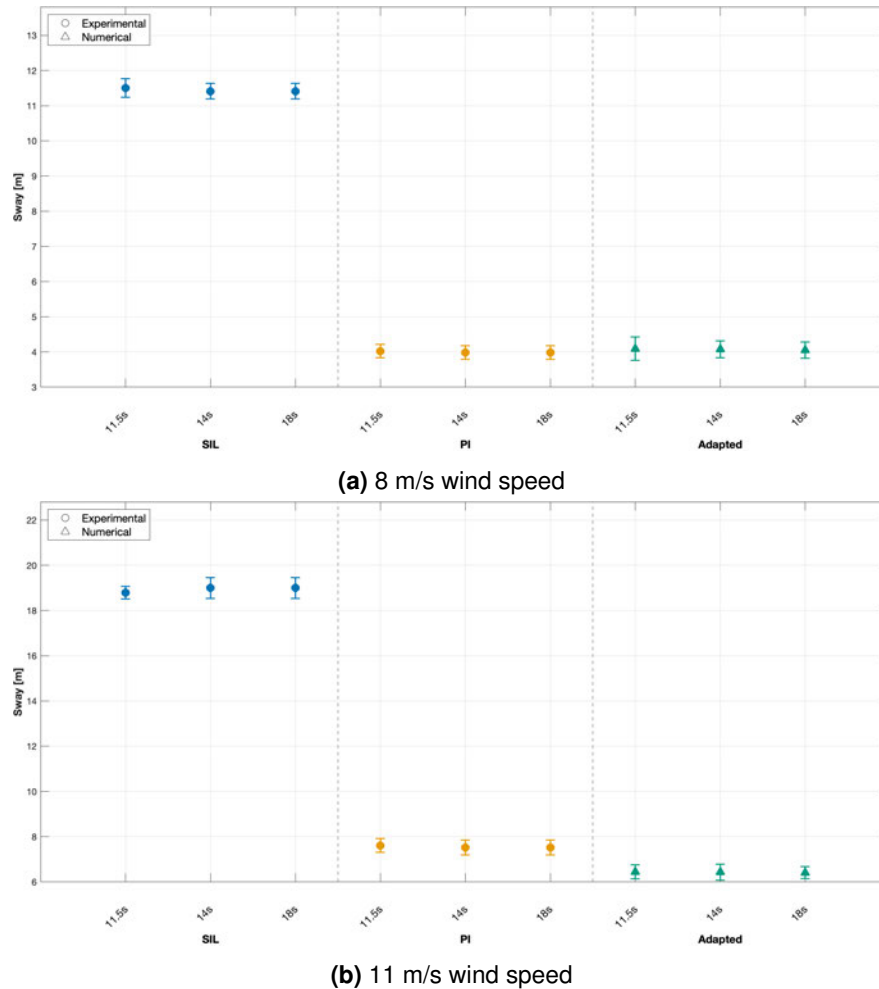 Experimental
Numerical
13
12
11
10
9
8
7
6
5
4
3
Sway [m]
11.5s 14s 18s 11.5s 14s 18s 11.5s 14s 18s
SIL PI Adapted
(a) 8 m/s wind speed
Experimental
Numerical
22
20
18
16
14
12
10
8
6
Sway [m]
11.5s 14s 18s 11.5s 14s 18s 11.5s 14s 18s
SIL PI Adapted
(b) 11 m/s wind speed